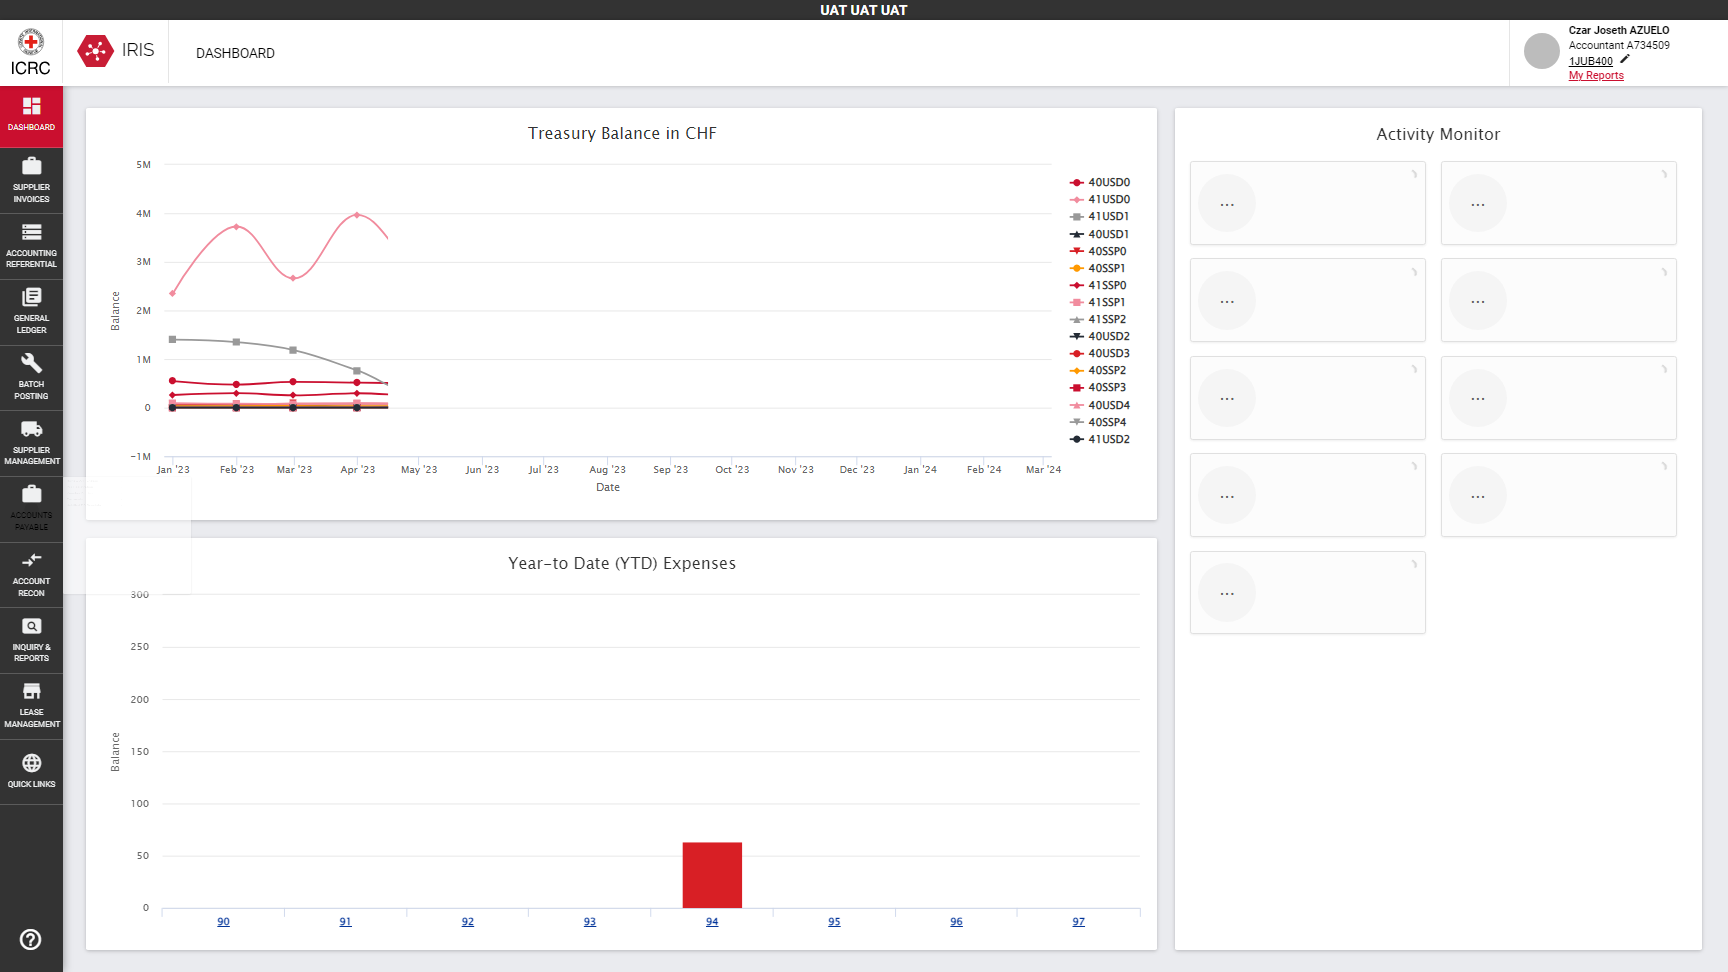 UAT UAT UAT
ICRC
IRIS
DASHBOARD
Czar Joseth AZUELO
Accountant A734509
1JUB400
My Reports
DASHBOARD
SUPPLIER
INVOICES
ACCOUNTING
REFERENTIAL
GENERAL
LEDGER
BATCH
POSTING
SUPPLIER
MANAGEMENT
ACCOUNTS
PAYABLE
ACCOUNT
RECON
INQUIRY &
REPORTS
LEASE
MANAGEMENT
QUICK LINKS
Treasury Balance in CHF
5M
4M
3M
2M
1M
0
−1M
Balance
Jan '23
Feb '23
Mar '23
Apr '23
May '23
Jun '23
Jul '23
Aug '23
Sep '23
Oct '23
Nov '23
Dec '23
Jan '24
Feb '24
Mar '24
Date
40USD0
41USD0
41USD1
40USD1
40SSP0
40SSP1
41SSP0
41SSP1
41SSP2
40USD2
40USD3
40SSP2
40SSP3
40USD4
40SSP4
41USD2
Year-to Date (YTD) Expenses
300
250
200
150
100
50
0
Balance
90
91
92
93
94
95
96
97
Activity Monitor
...
...
...
...
...
...
...
...
...